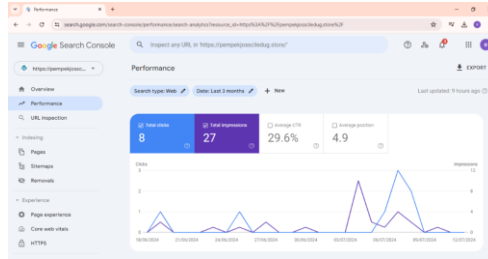 Performance
search.google.com/search-console/performance/search-analytics?resource_id=https%3A%2F%2Fpempekjosscledug.store%2F
Google Search Console
Inspect any URL in "https://pempekjosscledug.store/"
https://pempekjossc...
Performance
EXPORT
Overview
Performance
URL inspection
Indexing
Pages
Sitemaps
Removals
Experience
Page experience
Core web vitals
HTTPS
Search type: Web
Date: Last 3 months
New
Last updated: 9 hours ago
Total clicks
8
Total impressions
27
Average CTR
29.6%
Average position
4.9
Clicks
Impressions
3
2
1
0
12
8
4
0
18/06/2024
21/06/2024
24/06/2024
27/06/2024
30/06/2024
03/07/2024
06/07/2024
09/07/2024
12/07/2024